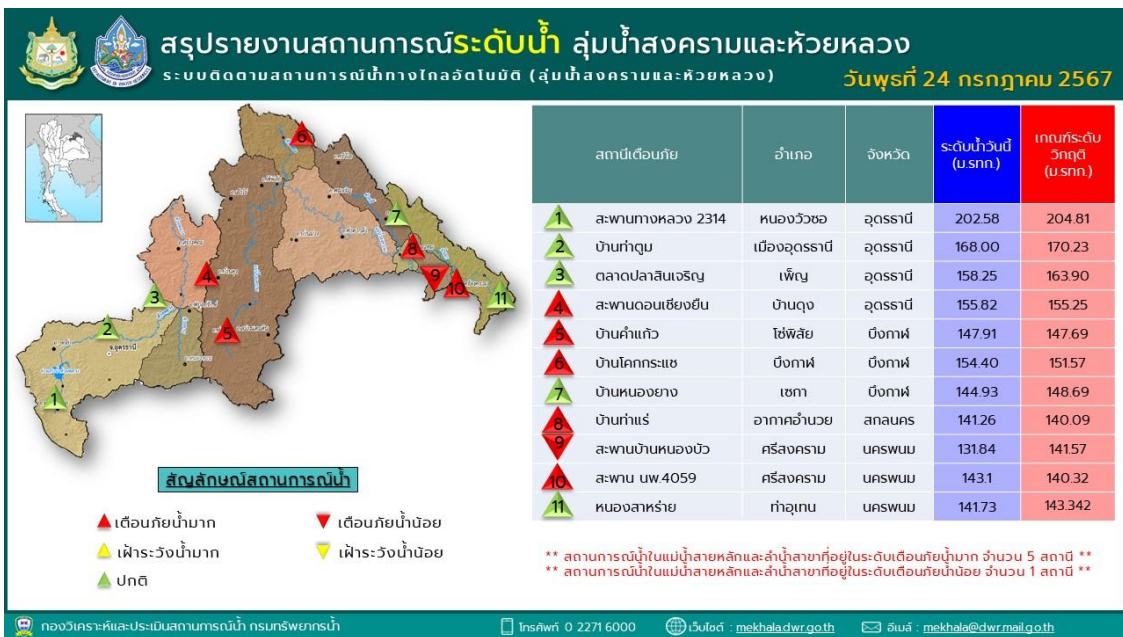 สรุปรายงานสถานการณ์ระดับน้ำ ลุ่มน้ำสงครามและห้วยหลวง
ระบบติดตามสถานการณ์น้ำทางไกลอัตโนมัติ (ลุ่มน้ำสงครามและห้วยหลวง)
วันพุธที่ 24 กรกฎาคม 2567
สถานีเตือนภัย อำเภอ จังหวัด ระดับน้ำวันนี้ (ม.รทก.) เกณฑ์ระดับวิกฤติ (ม.รทก.)
1 สะพานทางหลวง 2314 หนองวัวซอ อุดรธานี 202.58 204.81
2 บ้านท่าตูม เมืองอุดรธานี อุดรธานี 168.00 170.23
3 ตลาดปลาสินเจริญ เพ็ญ อุดรธานี 158.25 163.90
4 สะพานดอนเชียงยืน บ้านดุง อุดรธานี 155.82 155.25
5 บ้านคำแก้ว โซ่พิสัย บึงกาฬ 147.91 147.69
6 บ้านโคกกระแซ บึงกาฬ บึงกาฬ 154.40 151.57
7 บ้านหนองยาง เซกา บึงกาฬ 144.93 148.69
8 บ้านท่าแร่ อากาศอำนวย สกลนคร 141.26 140.09
9 สะพานบ้านหนองบัว ศรีสงคราม นครพนม 131.84 141.57
10 สะพาน นพ.4059 ศรีสงคราม นครพนม 143.1 140.32
11 หนองสาหร่าย ท่าอุเทน นครพนม 141.73 143.342
6
7
8
9
10
11
4
3
5
2
จ.อุดรธานี
1
สัญลักษณ์สถานการณ์น้ำ
เตือนภัยน้ำมาก
เตือนภัยน้ำน้อย
เฝ้าระวังน้ำมาก
เฝ้าระวังน้ำน้อย
ปกติ
** สถานการณ์น้ำในแม่น้ำสายหลักและลำน้ำสาขาที่อยู่ในระดับเตือนภัยน้ำมาก จำนวน 5 สถานี **
** สถานการณ์น้ำในแม่น้ำสายหลักและลำน้ำสาขาที่อยู่ในระดับเตือนภัยน้ำน้อย จำนวน 1 สถานี **
กองวิเคราะห์และประเมินสถานการณ์น้ำ กรมทรัพยากรน้ำ
โทรศัพท์ 0 2271 6000
เว็บไซต์ : mekhala.dwr.go.th
อีเมล์ : mekhala@dwr.mail.go.th